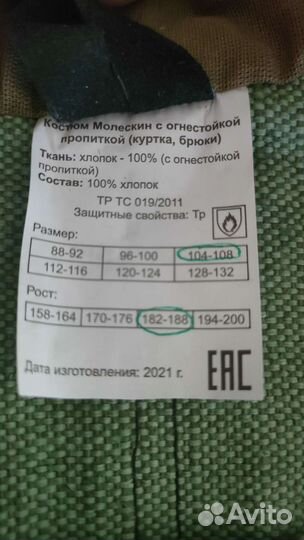 Костюм Молескин с огнестойкой
пропиткой (куртка, брюки)
Ткань: хлопок - 100% (с огнестойкой
пропиткой)
Состав: 100% хлопок
ТР ТС 019/2011
Защитные свойства: Тр
Размер:
88-92 96-100 104-108
112-116 120-124 128-132
Рост:
158-164 170-176 182-188 194-200
Дата изготовления: 2021 г.
EAC
Avito